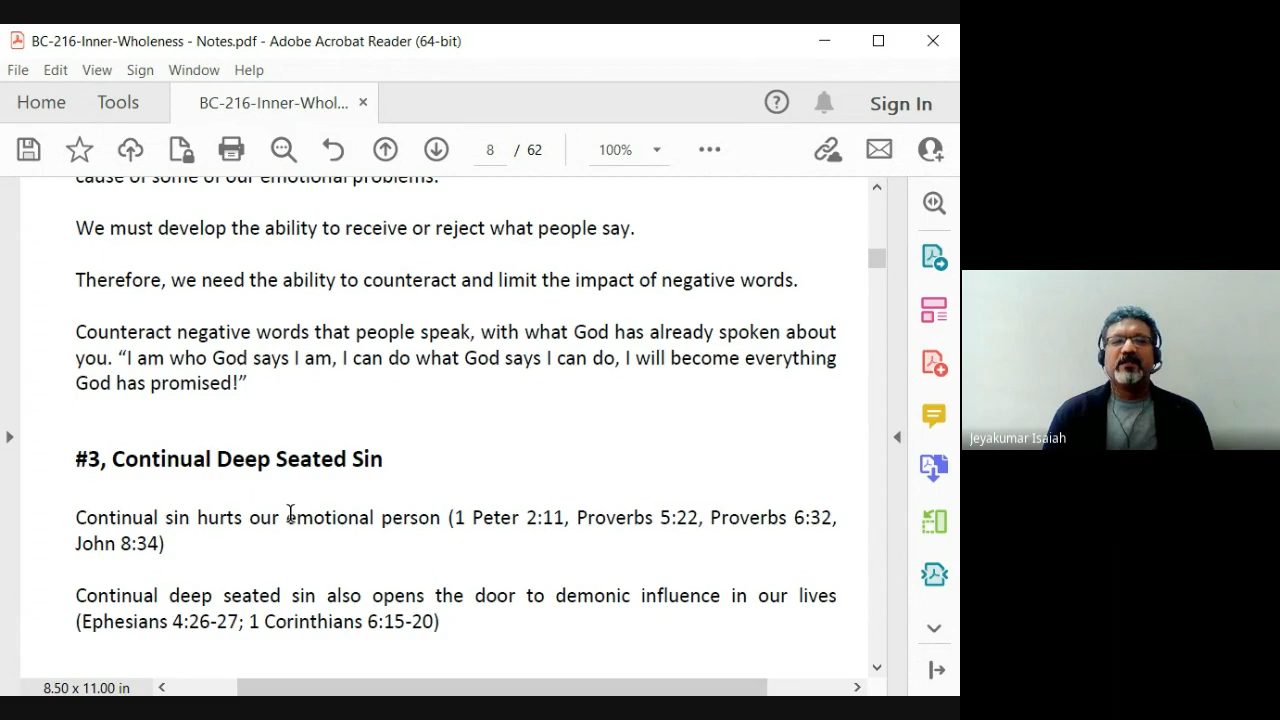 BC-216-Inner-Wholeness - Notes.pdf - Adobe Acrobat Reader (64-bit)
File Edit View Sign Window Help
Home Tools BC-216-Inner-Whol... × Sign In
8 / 62 100%
cause of some of our emotional problems.
We must develop the ability to receive or reject what people say.
Therefore, we need the ability to counteract and limit the impact of negative words.
Counteract negative words that people speak, with what God has already spoken about
you. “I am who God says I am, I can do what God says I can do, I will become everything
God has promised!”
#3, Continual Deep Seated Sin
Continual sin hurts our emotional person (1 Peter 2:11, Proverbs 5:22, Proverbs 6:32,
John 8:34)
Continual deep seated sin also opens the door to demonic influence in our lives
(Ephesians 4:26-27; 1 Corinthians 6:15-20)
8.50 x 11.00 in
Jeyakumar Isaiah